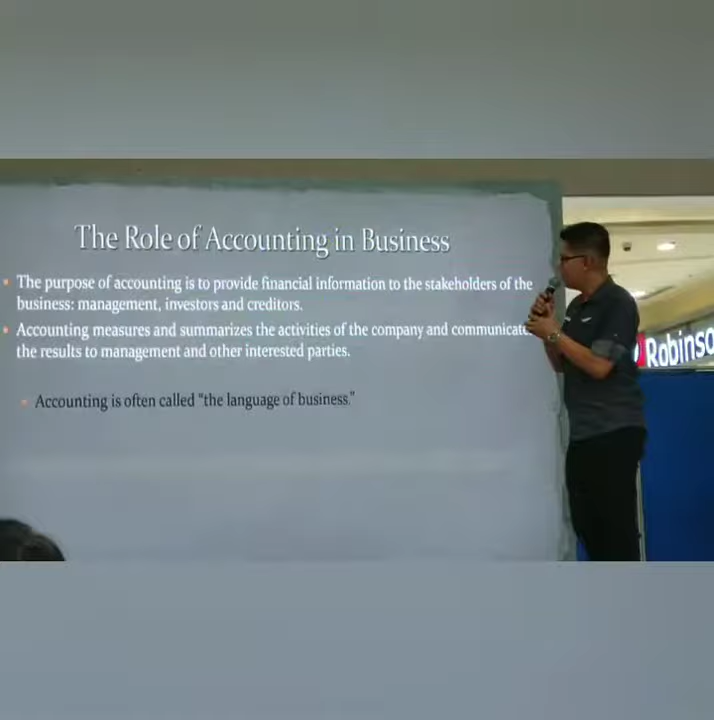 The Role of Accounting in Business
The purpose of accounting is to provide financial information to the stakeholders of the
business: management, investors and creditors.
Accounting measures and summarizes the activities of the company and communicate
the results to management and other interested parties.
Accounting is often called “the language of business.”
Robinso